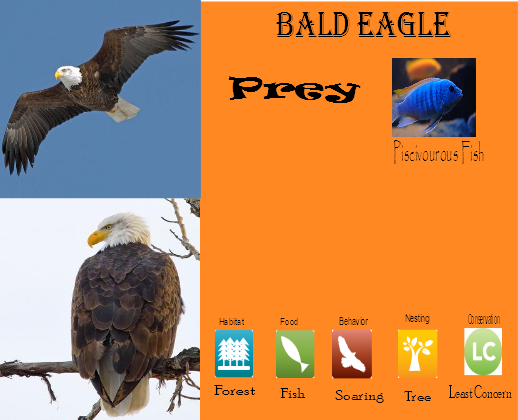 BALD EAGLE
Prey
Piscivourous Fish
Habitat
Food
Behavior
Nesting
Conservation
LC
Forest
Fish
Soaring
Tree
Least Concern